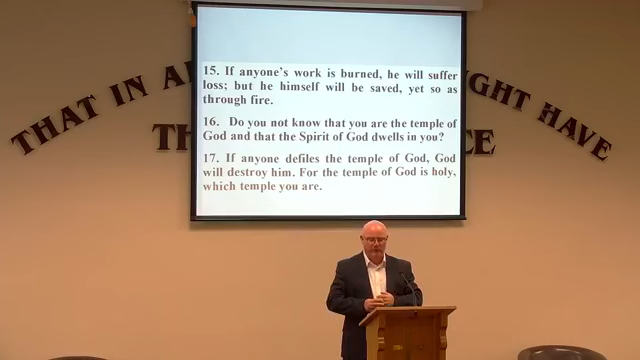 15. If anyone's work is burned, he will suffer
loss; but he himself will be saved, yet so as
through fire.
16. Do you not know that you are the temple of
God and that the Spirit of God dwells in you?
17. If anyone defiles the temple of God, God
will destroy him. For the temple of God is holy,
which temple you are.
THAT IN
HAVE